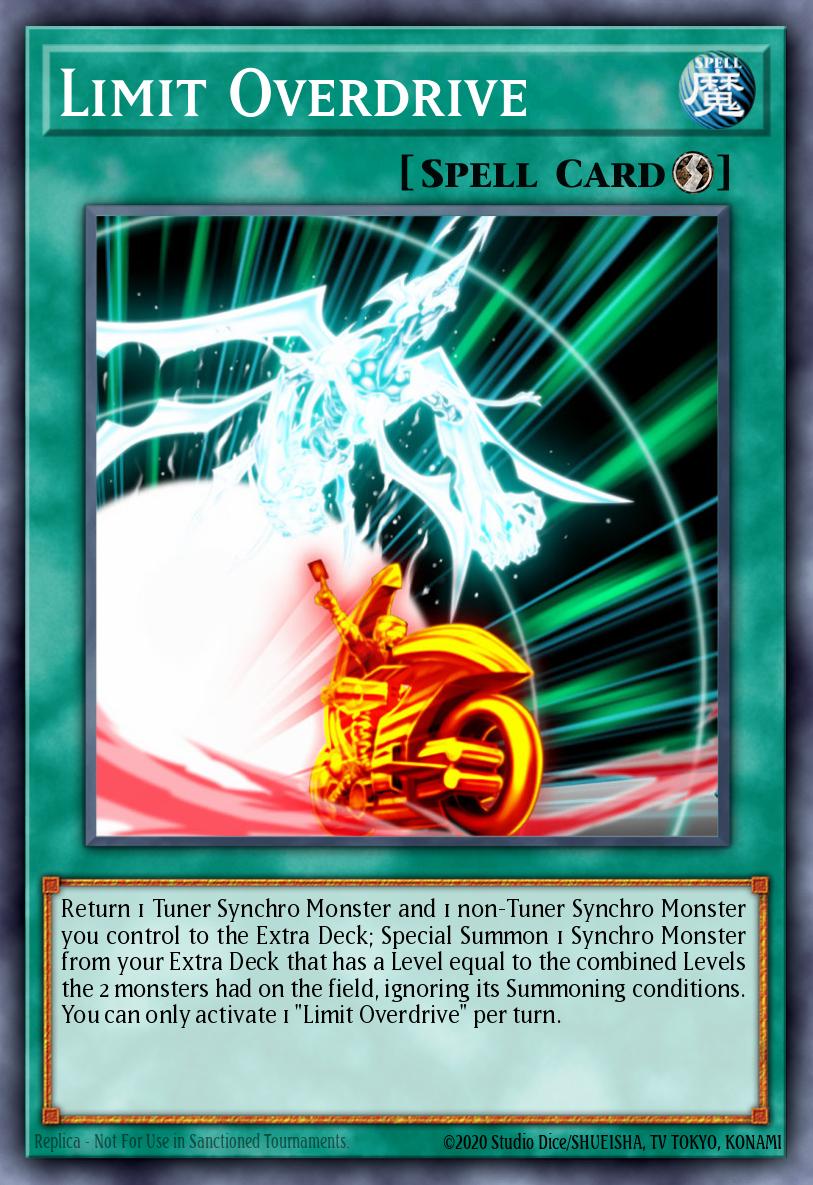 Limit Overdrive
SPELL
魔
[Spell Card]
Return 1 Tuner Synchro Monster and 1 non-Tuner Synchro Monster
you control to the Extra Deck; Special Summon 1 Synchro Monster
from your Extra Deck that has a Level equal to the combined Levels
the 2 monsters had on the field, ignoring its Summoning conditions.
You can only activate 1 "Limit Overdrive" per turn.
Replica - Not For Use in Sanctioned Tournaments.
©2020 Studio Dice/SHUEISHA, TV TOKYO, KONAMI